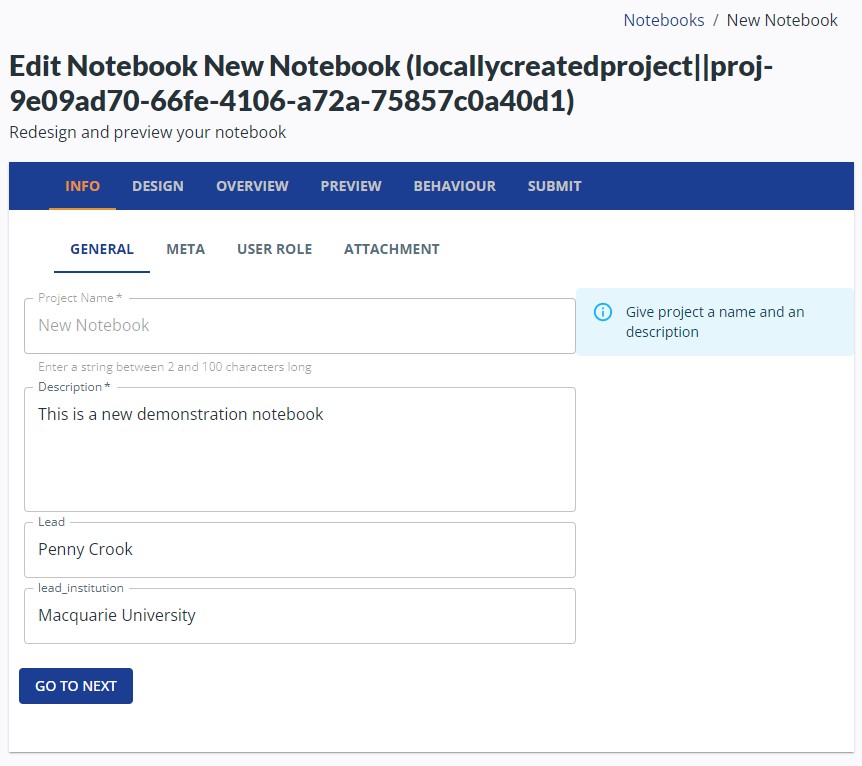 Notebooks / New Notebook
Edit Notebook New Notebook (locallycreatedproject||proj-
9e09ad70-66fe-4106-a72a-75857c0a40d1)
Redesign and preview your notebook
INFO DESIGN OVERVIEW PREVIEW BEHAVIOUR SUBMIT
GENERAL META USER ROLE ATTACHMENT
Project Name *
New Notebook
Enter a string between 2 and 100 characters long
Give project a name and an
description
Description *
This is a new demonstration notebook
Lead
Penny Crook
lead_institution
Macquarie University
GO TO NEXT